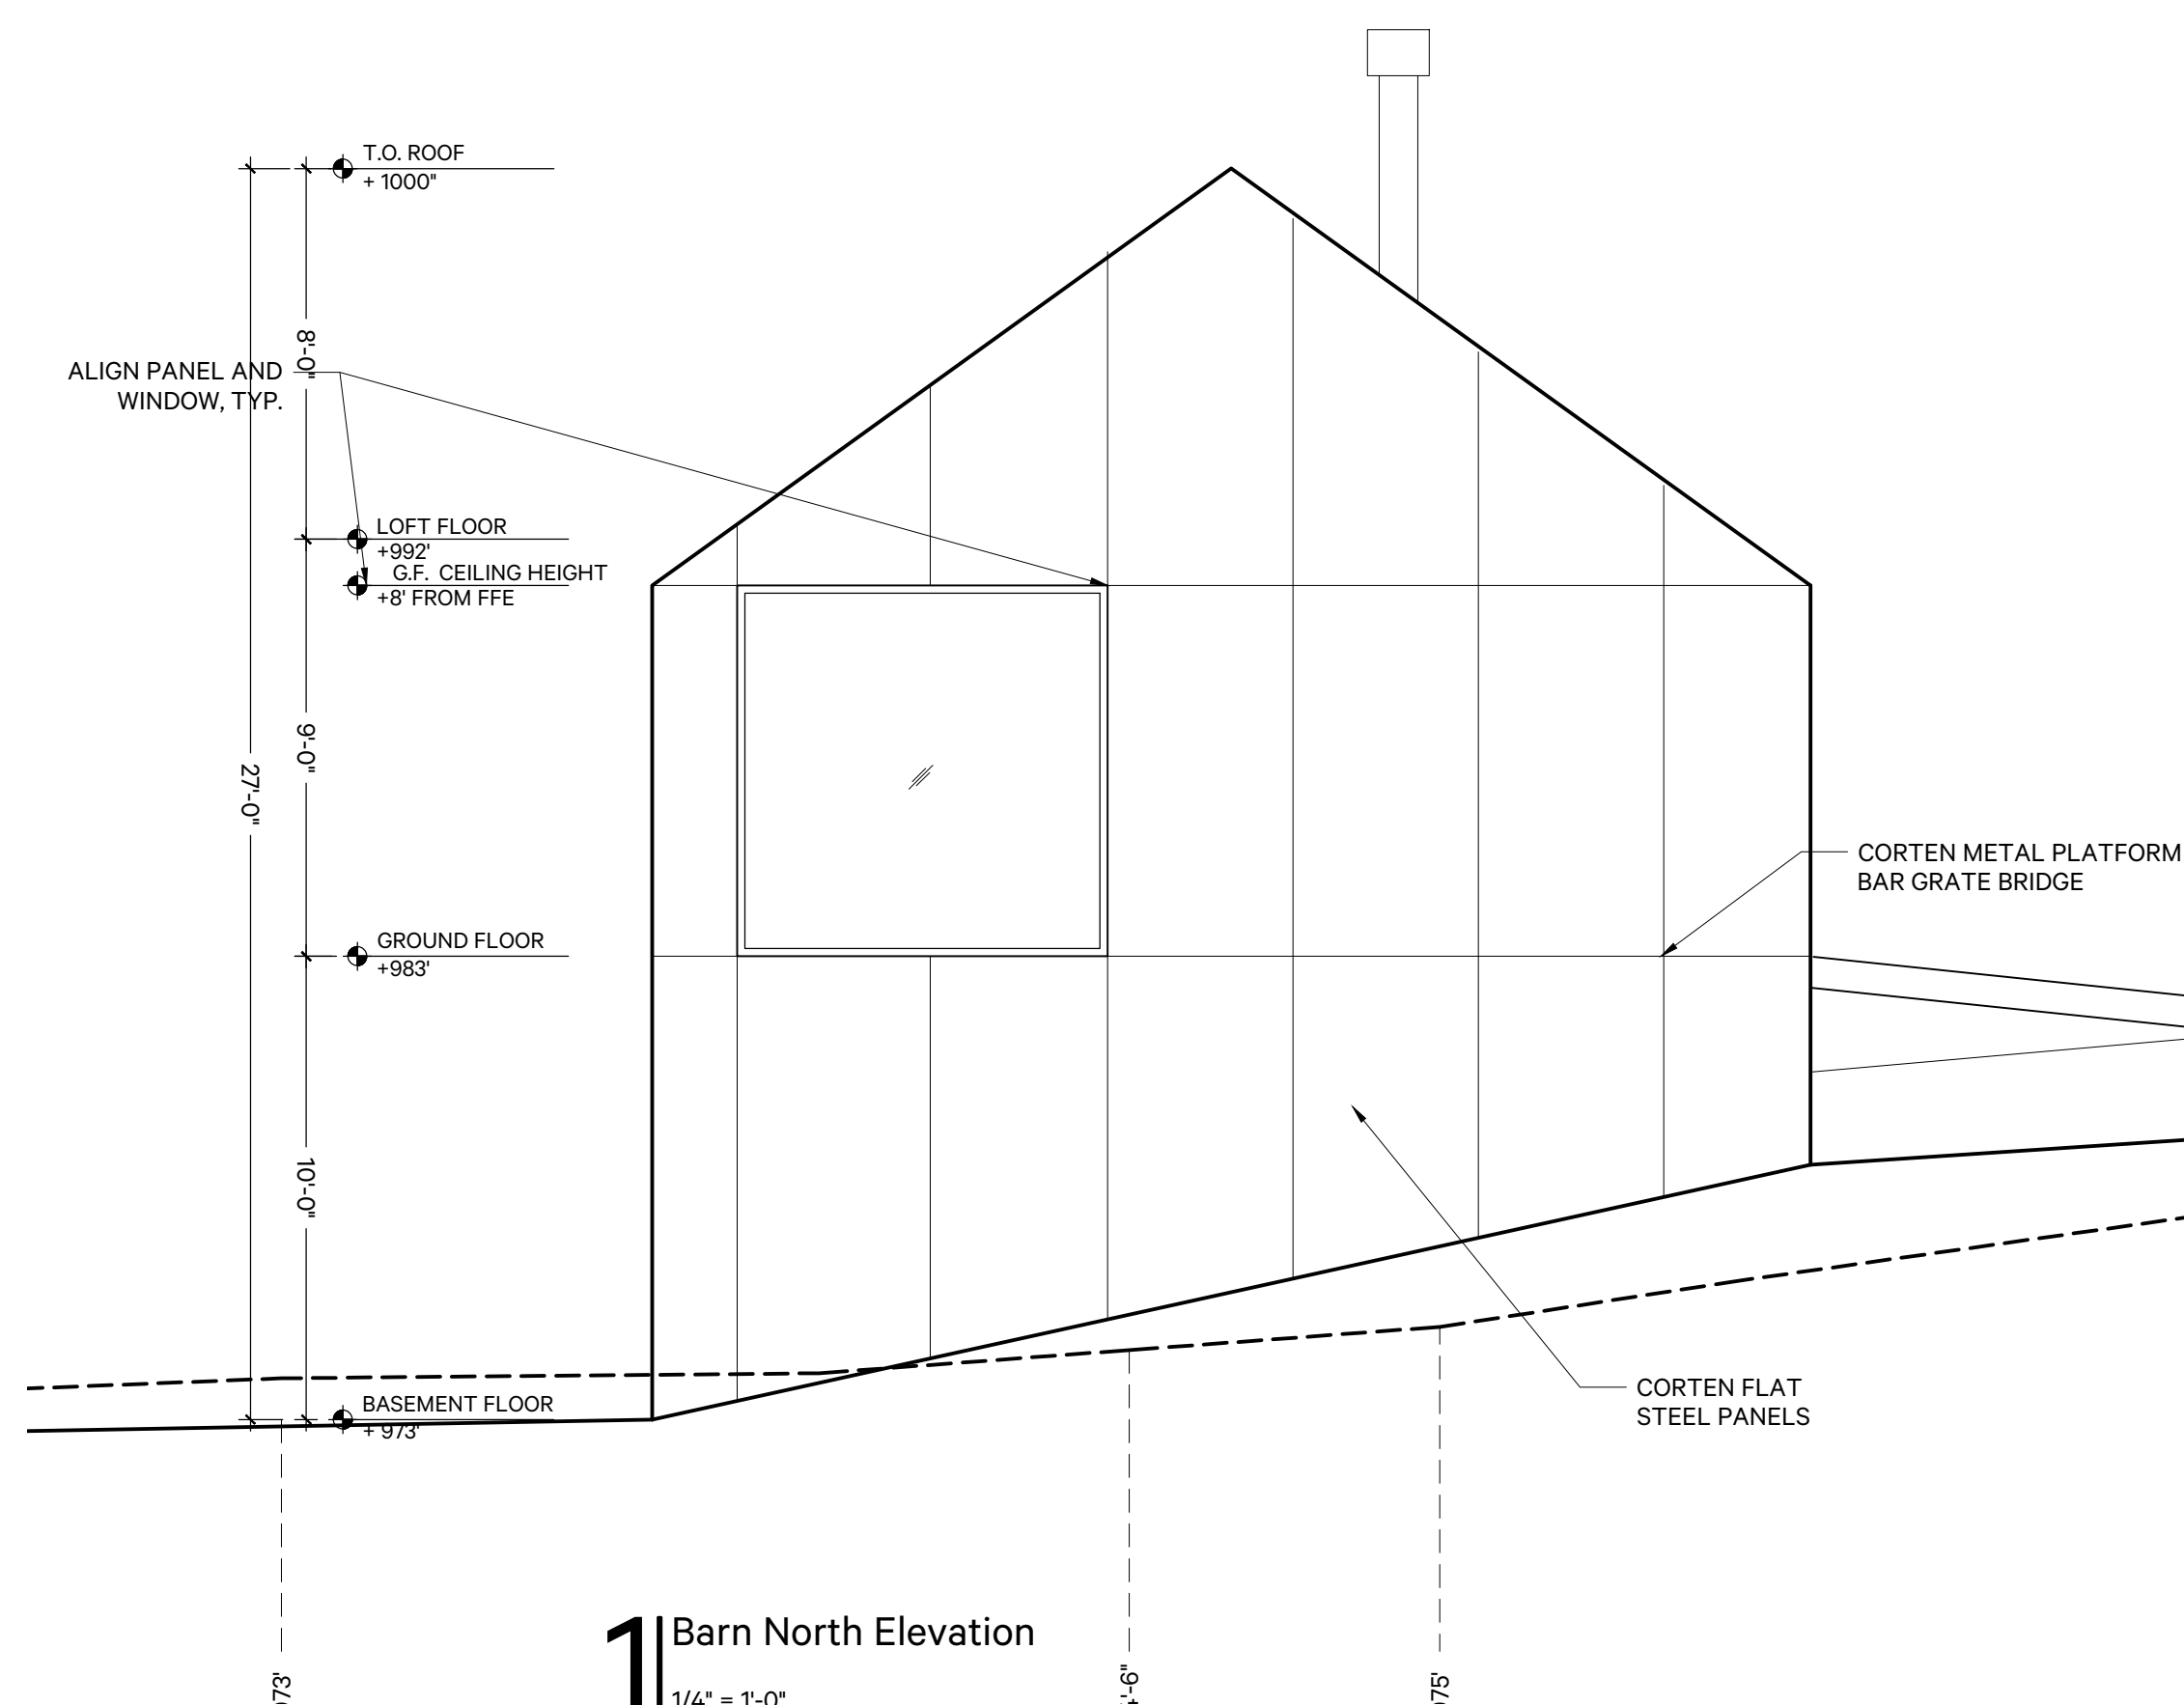 T.O. ROOF
+ 1000"
8'-0"
ALIGN PANEL AND
WINDOW, TYP.
LOFT FLOOR
+992'
G.F. CEILING HEIGHT
+8' FROM FFE
9'-0"
27'-0"
CORTEN METAL PLATFORM
BAR GRATE BRIDGE
GROUND FLOOR
+983'
10'-0"
CORTEN FLAT
STEEL PANELS
BASEMENT FLOOR
+ 973'
1
Barn North Elevation
1/4" = 1'-0"